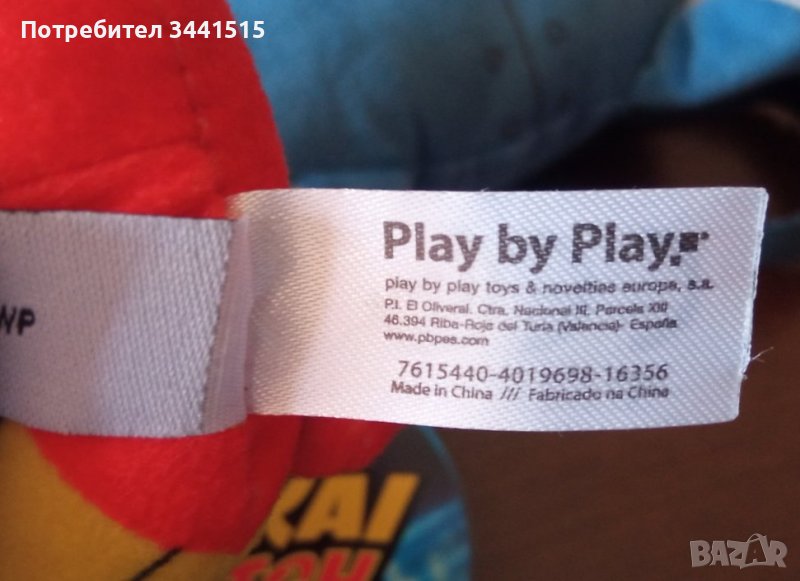 Потребител 3441515
Play by Play
play by play toys & novelties europa, s.a.
P.I. El Oliveral. Ctra. Nacional III. Parcela XIII
46.394 Riba-Roja del Turia (Valencia)- España
www.pbpes.com
7615440-4019698-16356
Made in China /// Fabricado na China
WP
KAI
BAZAR